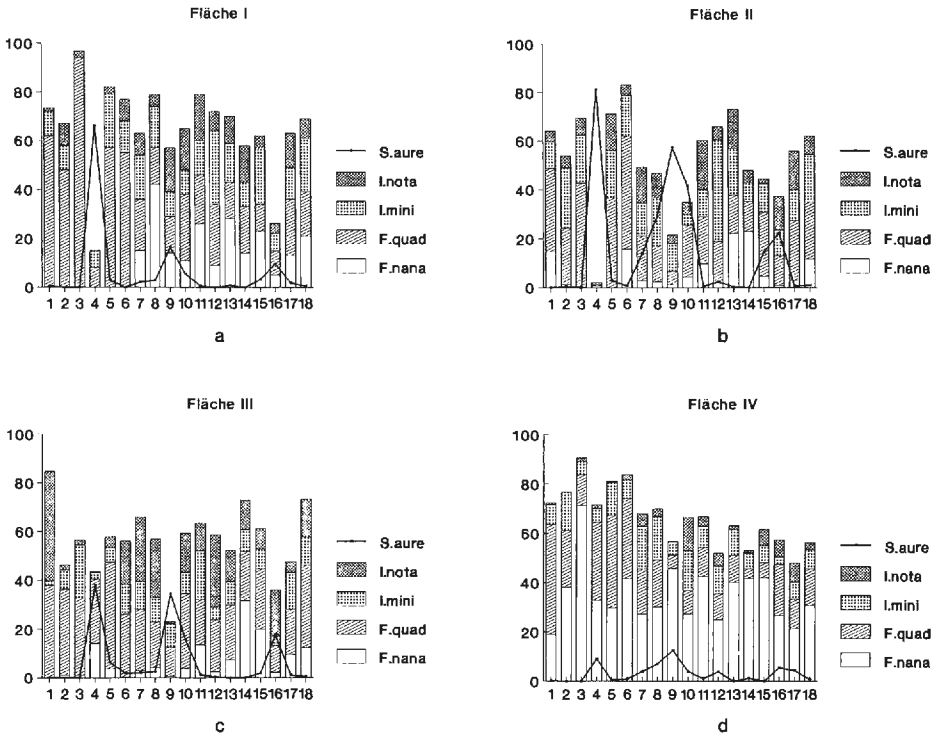 Fläche I
100
80
60
40
20
0
S.aure
I.nota
I.mini
F.quad
F.nana
1 2 3 4 5 6 7 8 9 10 11 12 13 14 15 16 17 18
a
Fläche II
100
80
60
40
20
0
S.aure
I.nota
I.mini
F.quad
F.nana
1 2 3 4 5 6 7 8 9 10 11 12 13 14 15 16 17 18
b
Fläche III
100
80
60
40
20
0
S.aure
I.nota
I.mini
F.quad
F.nana
1 2 3 4 5 6 7 8 9 10 11 12 13 14 15 16 17 18
c
Fläche IV
100
80
60
40
20
0
S.aure
I.nota
I.mini
F.quad
F.nana
1 2 3 4 5 6 7 8 9 10 11 12 13 14 15 16 17 18
d